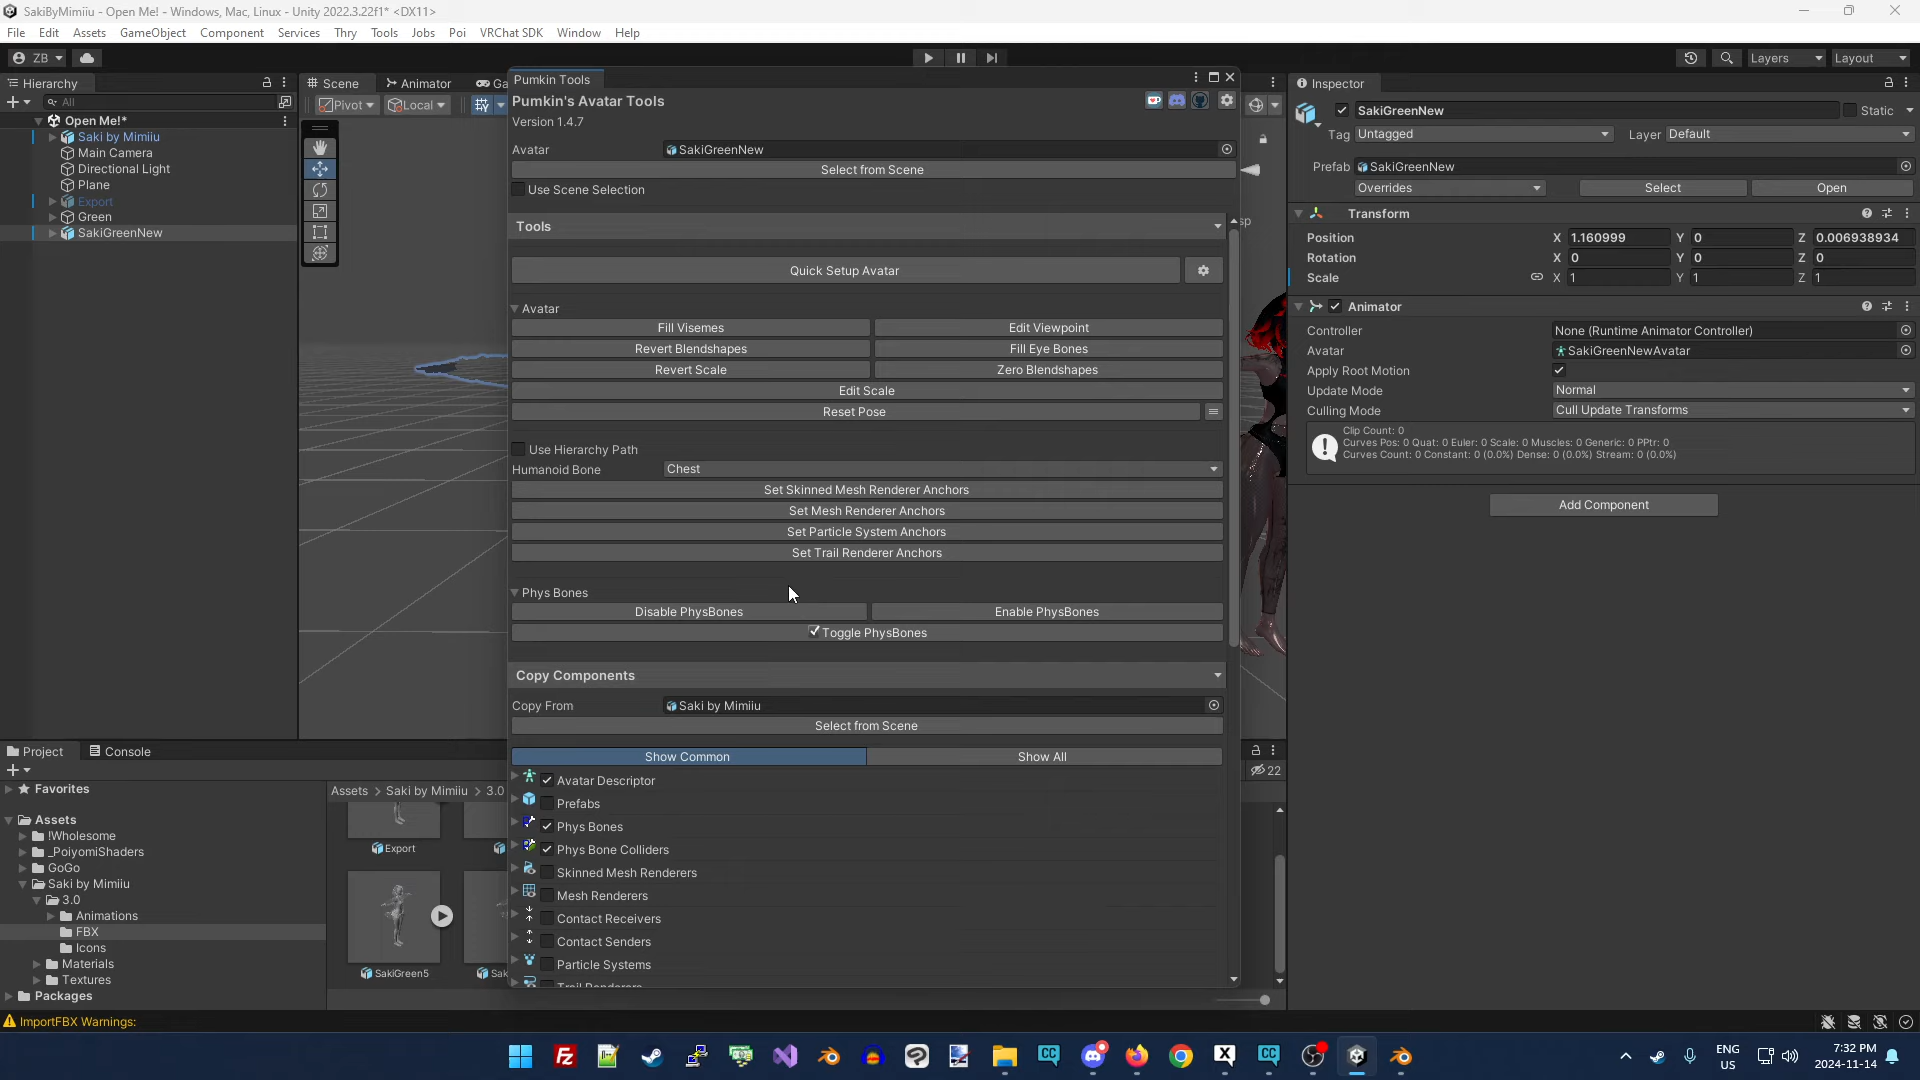 SakiByMimiiu - Open Me! - Windows, Mac, Linux - Unity 2022.3.22f1* <DX11>
File Edit Assets GameObject Component Services Thry Tools Jobs Poi VRChat SDK Window Help
ZB Layers Layout
Hierarchy
All
Open Me!*
Saki by Mimiiu
Main Camera
Directional Light
Plane
Export
Green
SakiGreenNew
Scene Animator Ga
Pivot Local
Pumkin Tools
Pumkin's Avatar Tools
Version 1.4.7
Avatar SakiGreenNew
Select from Scene
Use Scene Selection
Tools
Quick Setup Avatar
Avatar
Fill Visemes Edit Viewpoint
Revert Blendshapes Fill Eye Bones
Revert Scale Zero Blendshapes
Edit Scale
Reset Pose
Use Hierarchy Path
Humanoid Bone Chest
Set Skinned Mesh Renderer Anchors
Set Mesh Renderer Anchors
Set Particle System Anchors
Set Trail Renderer Anchors
Phys Bones
Disable PhysBones Enable PhysBones
Toggle PhysBones
Copy Components
Copy From Saki by Mimiiu
Select from Scene
Show Common Show All
Avatar Descriptor
Prefabs
Phys Bones
Phys Bone Colliders
Skinned Mesh Renderers
Mesh Renderers
Contact Receivers
Contact Senders
Particle Systems
Trail Renderers
sp
Inspector
SakiGreenNew Static
Tag Untagged Layer Default
Prefab SakiGreenNew
Overrides Select Open
Transform
Position X 1.160999 Y 0 Z 0.006938934
Rotation X 0 Y 0 Z 0
Scale X 1 Y 1 Z 1
Animator
Controller None (Runtime Animator Controller)
Avatar SakiGreenNewAvatar
Apply Root Motion
Update Mode Normal
Culling Mode Cull Update Transforms
Clip Count: 0
Curves Pos: 0 Quat: 0 Euler: 0 Scale: 0 Muscles: 0 Generic: 0 PPtr: 0
Curves Count: 0 Constant: 0 (0.0%) Dense: 0 (0.0%) Stream: 0 (0.0%)
Add Component
Project Console
22
Favorites
Assets
!Wholesome
_PoiyomiShaders
GoGo
Saki by Mimiiu
3.0
Animations
FBX
Icons
Materials
Textures
Packages
Assets > Saki by Mimiiu > 3.0
Export
SakiGreen5 Sak
ImportFBX Warnings:
ENG
US
7:32 PM
2024-11-14